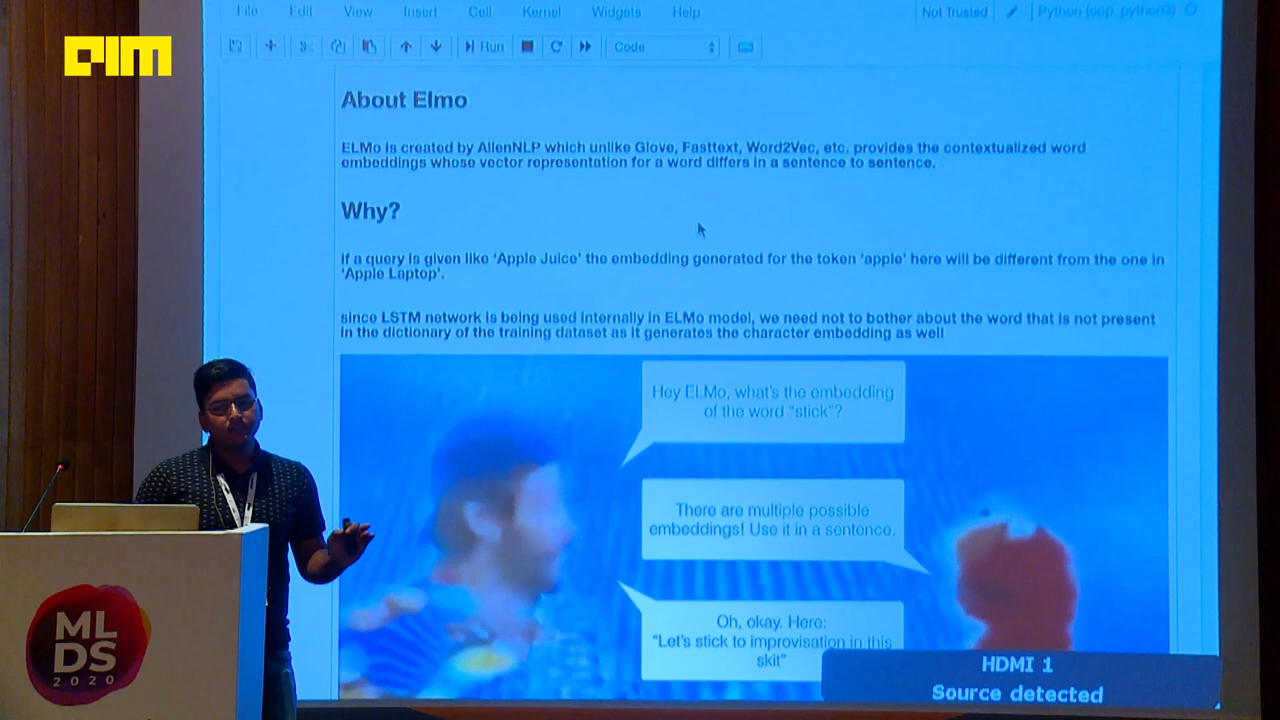 File Edit View Insert Cell Kernel Widgets Help
Not Trusted
Python (oop_python3)
Run
Code
AIM
About Elmo
ELMo is created by AllenNLP which unlike Glove, Fasttext, Word2Vec, etc. provides the contextualized word
embeddings whose vector representation for a word differs in a sentence to sentence.
Why?
if a query is given like ‘Apple Juice’ the embedding generated for the token ‘apple’ here will be different from the one in
‘Apple Laptop’.
since LSTM network is being used internally in ELMo model, we need not to bother about the word that is not present
in the dictionary of the training dataset as it generates the character embedding as well
Hey ELMo, what's the embedding
of the word “stick”?
There are multiple possible
embeddings! Use it in a sentence.
Oh, okay. Here:
“Let's stick to improvisation in this
skit”
HDMI 1
Source detected
ML
DS
2020